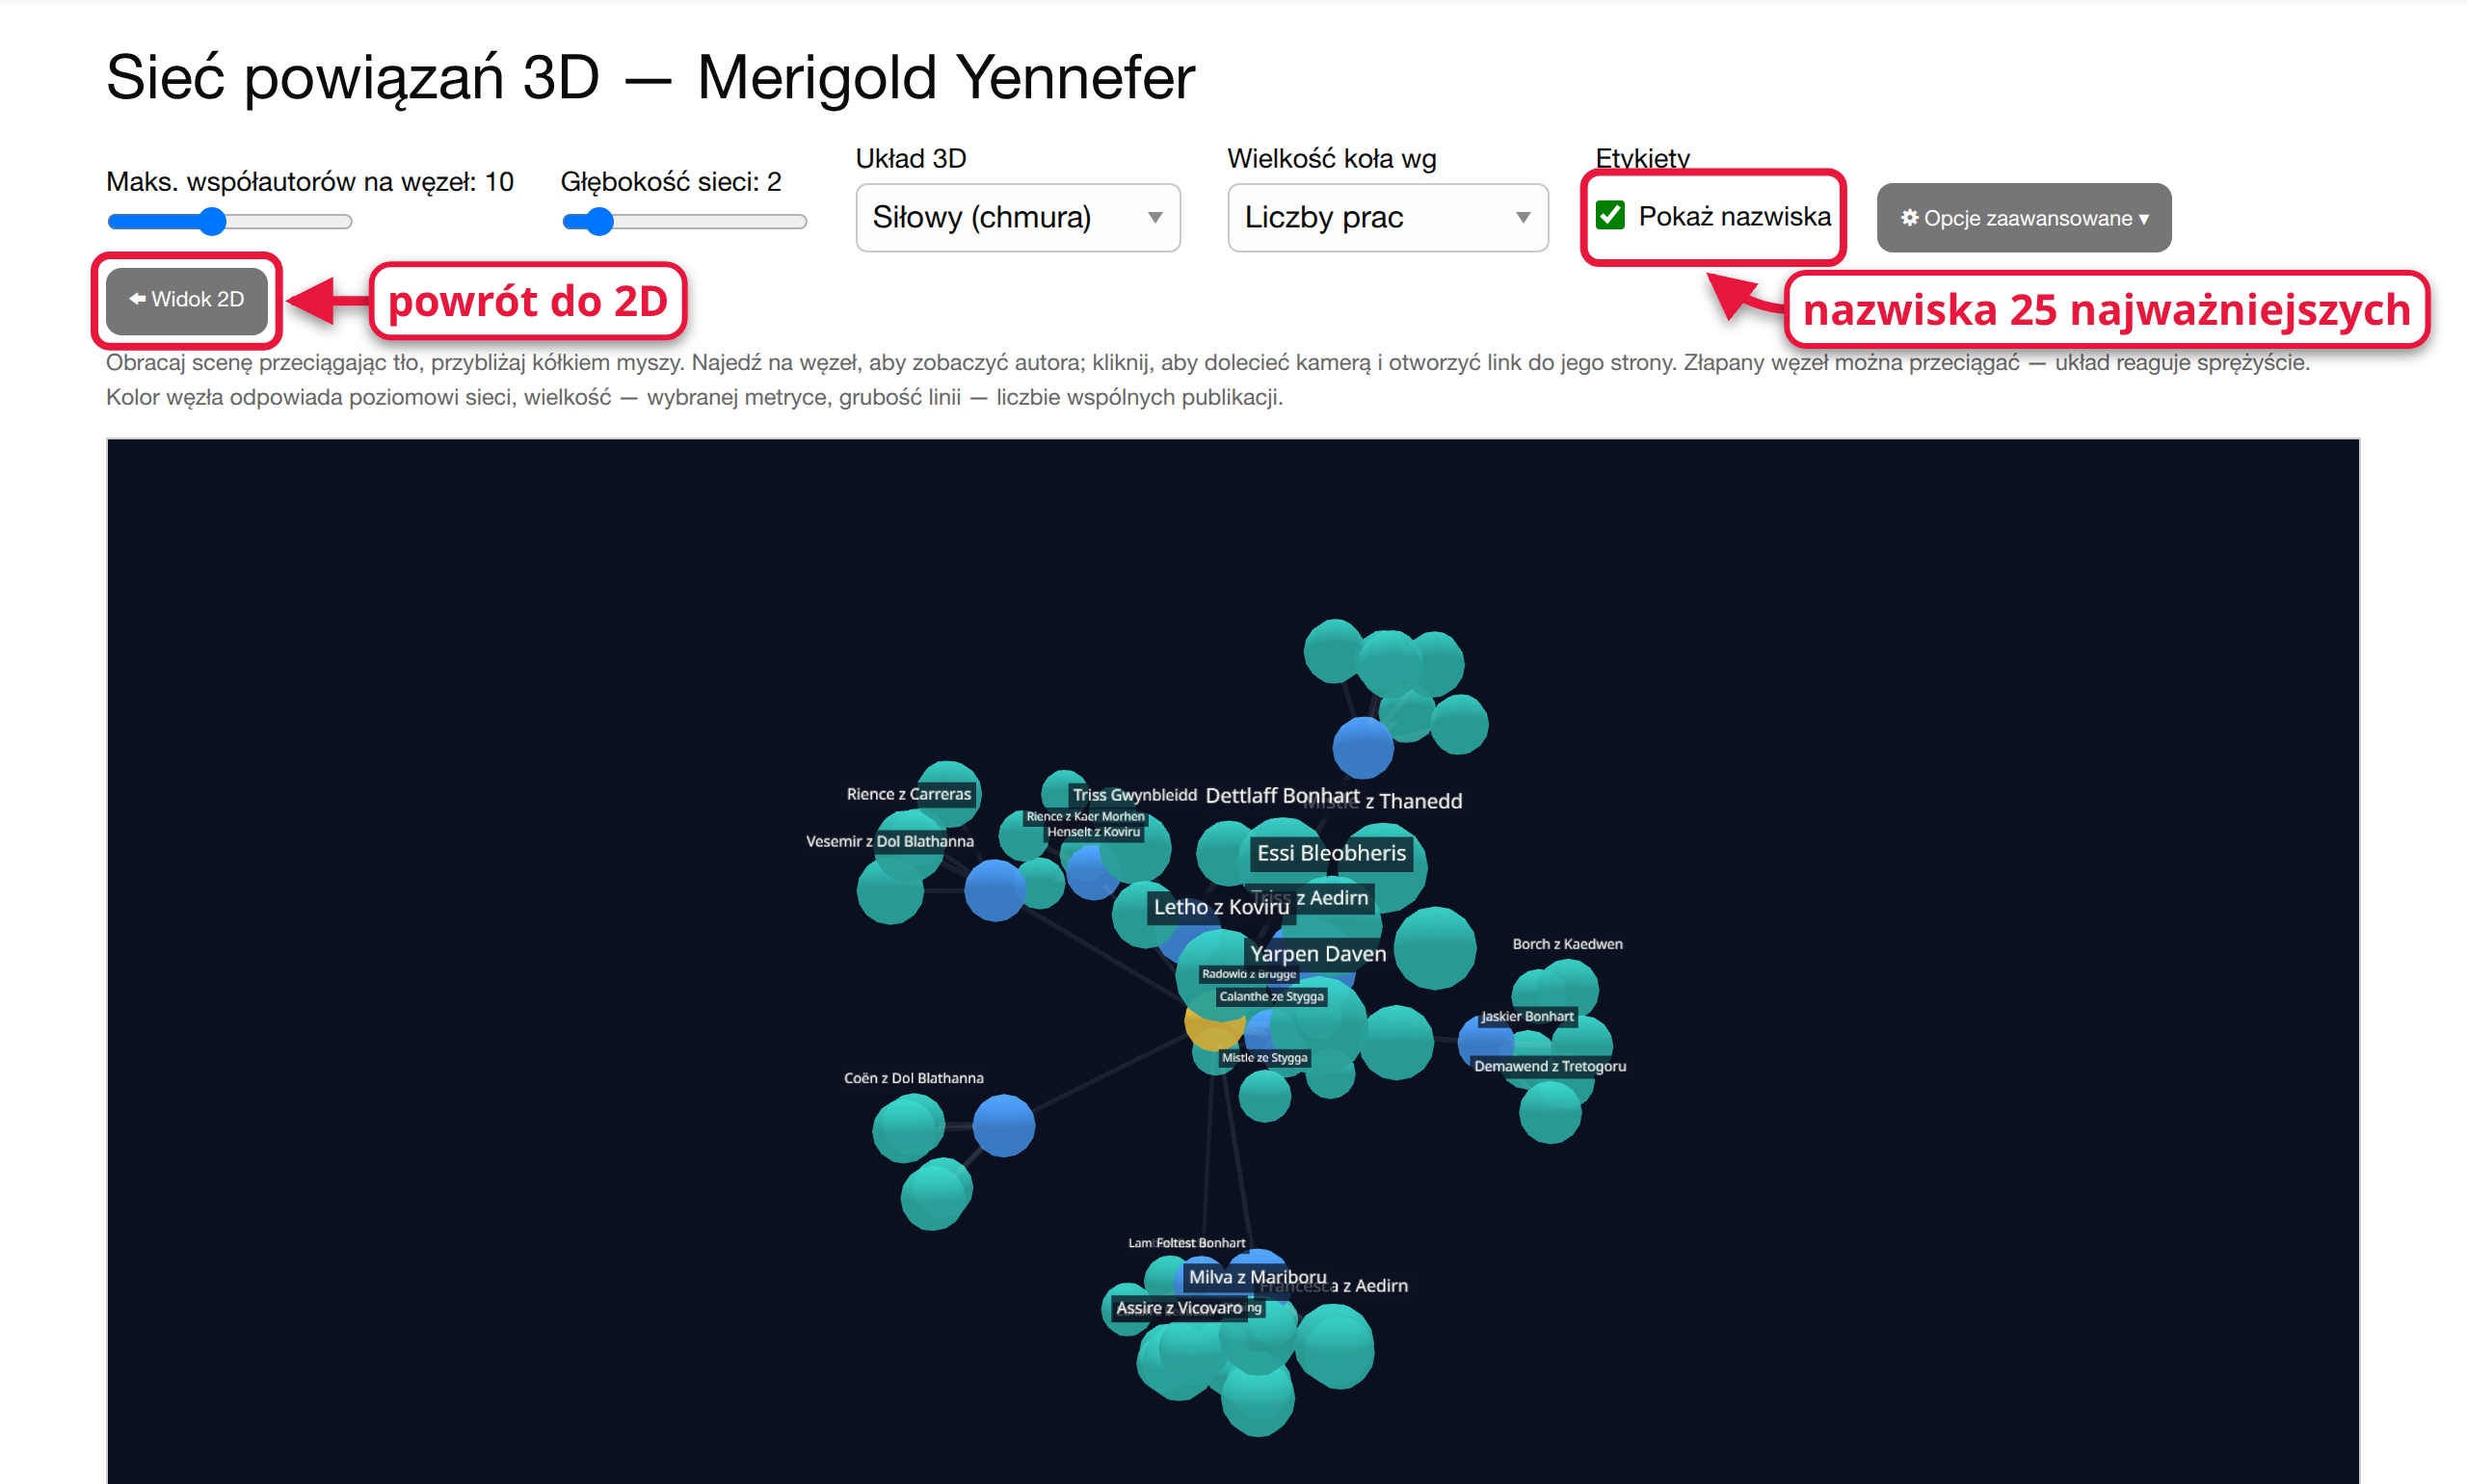 Sieć powiązań 3D — Merigold Yennefer
Maks. współautorów na węzeł: 10
Głębokość sieci: 2
Układ 3D
Siłowy (chmura)
Wielkość koła wg
Liczby prac
Etykiety
Pokaż nazwiska
Opcje zaawansowane
Widok 2D
powrót do 2D
nazwiska 25 najważniejszych
Obracaj scenę przeciągając tło, przybliżaj kółkiem myszy. Najedź na węzeł, aby zobaczyć autora; kliknij, aby dolecieć kamerą i otworzyć link do jego strony. Złapany węzeł można przeciągać — układ reaguje sprężyście.
Kolor węzła odpowiada poziomowi sieci, wielkość — wybranej metryce, grubość linii — liczbie wspólnych publikacji.
Rience z Carreras
Triss Gwynbleidd
Dettlaff Bonhart
z Thanedd
Rience z Kaer Morhen
Henselt z Koviru
Vesemir z Dol Blathanna
Essi Bleobheris
Triss z Aedirn
Letho z Koviru
Borch z Kaedwen
Yarpen Daven
Radowid z Brugge
Calanthe ze Stygga
Jaskier Bonhart
Mistle ze Stygga
Demawend z Tretogoru
Coën z Dol Blathanna
Lam
Foltest Bonhart
Milva z Mariboru
Francesca z Aedirn
Assire z Vicovaro